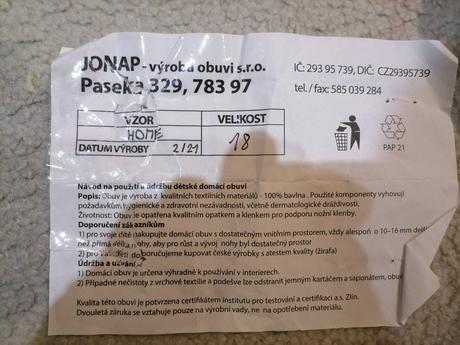 JONAP - výroba obuvi s.r.o.
Paseka 329, 783 97
IČ: 293 95 739, DIČ: CZ29395739
tel./ fax: 585 039 284
VZOR VELIKOST
HOME 18
DATUM VÝROBY 2/21
PAP 21
Návod na použití a údržbu dětské domácí obuvi
Popis: Obuv je vyroba z kvalitních textilních materiálů - 100% bavlna. Použité komponenty vyhovují
požadavkům hygienické a zdravotní nezávadností, včetně dermatologické dráždivosti.
Životnost: Obuv je opatřena kvalitním opatkem a klenkem pro podporu nožní klenby.
Doporučení zákazníkům
1) pro svoje dítě nakupujte domácí obuv s dostatečným vnitřním prostorem, vždy alespoň o 10–16 mm delší
než přímá délka nohy, aby pro růst a vývoj nohy byl dostatečný prostor
2) pro vaše děti doporučujeme kupovat české výrobky s atestem kvality (žirafa)
Údržba a užívání
1) Domácí obuv je určena výhradně k používání v interierech.
2) Případné nečistoty z vrchové textilie a podešve lze odstranit jemným kartáčem a saponátem, obuv
Kvalita této obuvi je potvrzena certifikátem institutu pro testování a certifikaci a.s. Zlín.
Dvouletá záruka se vztahuje pouze na výrobní vady, ne na opotřebení materiálu.